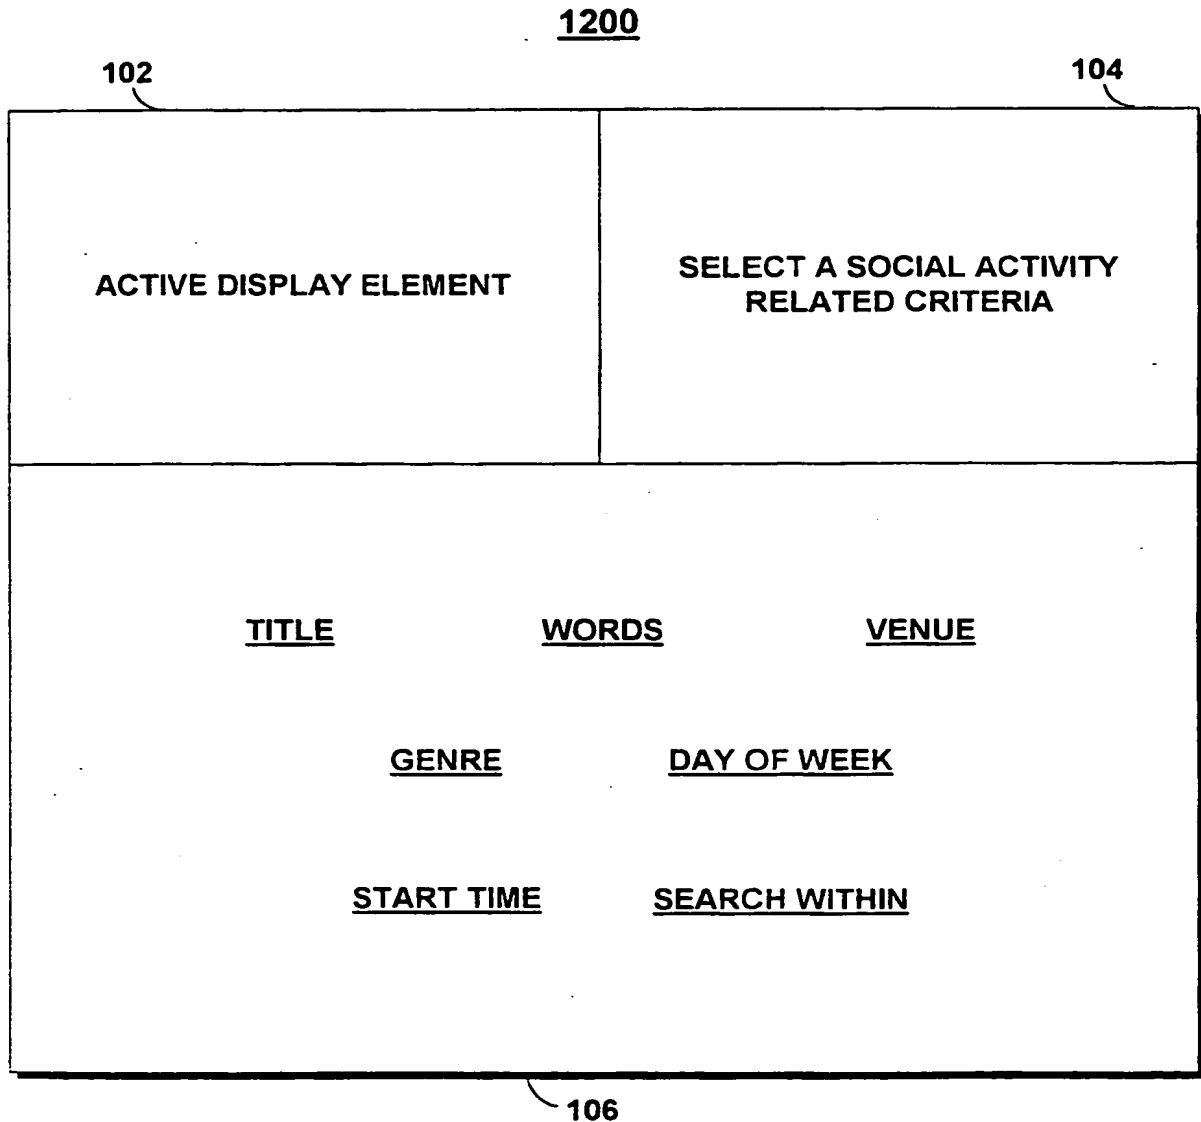 1200
102
104
ACTIVE DISPLAY ELEMENT
SELECT A SOCIAL ACTIVITY
RELATED CRITERIA
TITLE WORDS VENUE
GENRE DAY OF WEEK
START TIME SEARCH WITHIN
106